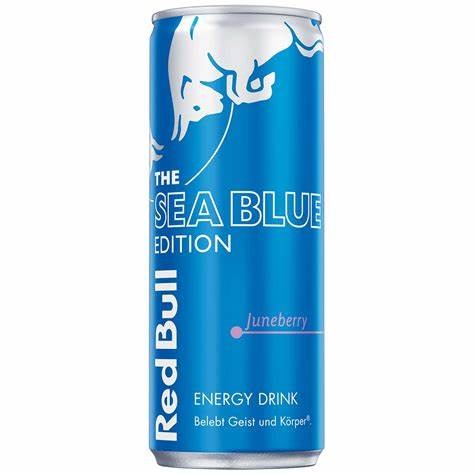 THE
SEA BLUE
EDITION
Red Bull
Juneberry
ENERGY DRINK
Belebt Geist und Körper®.